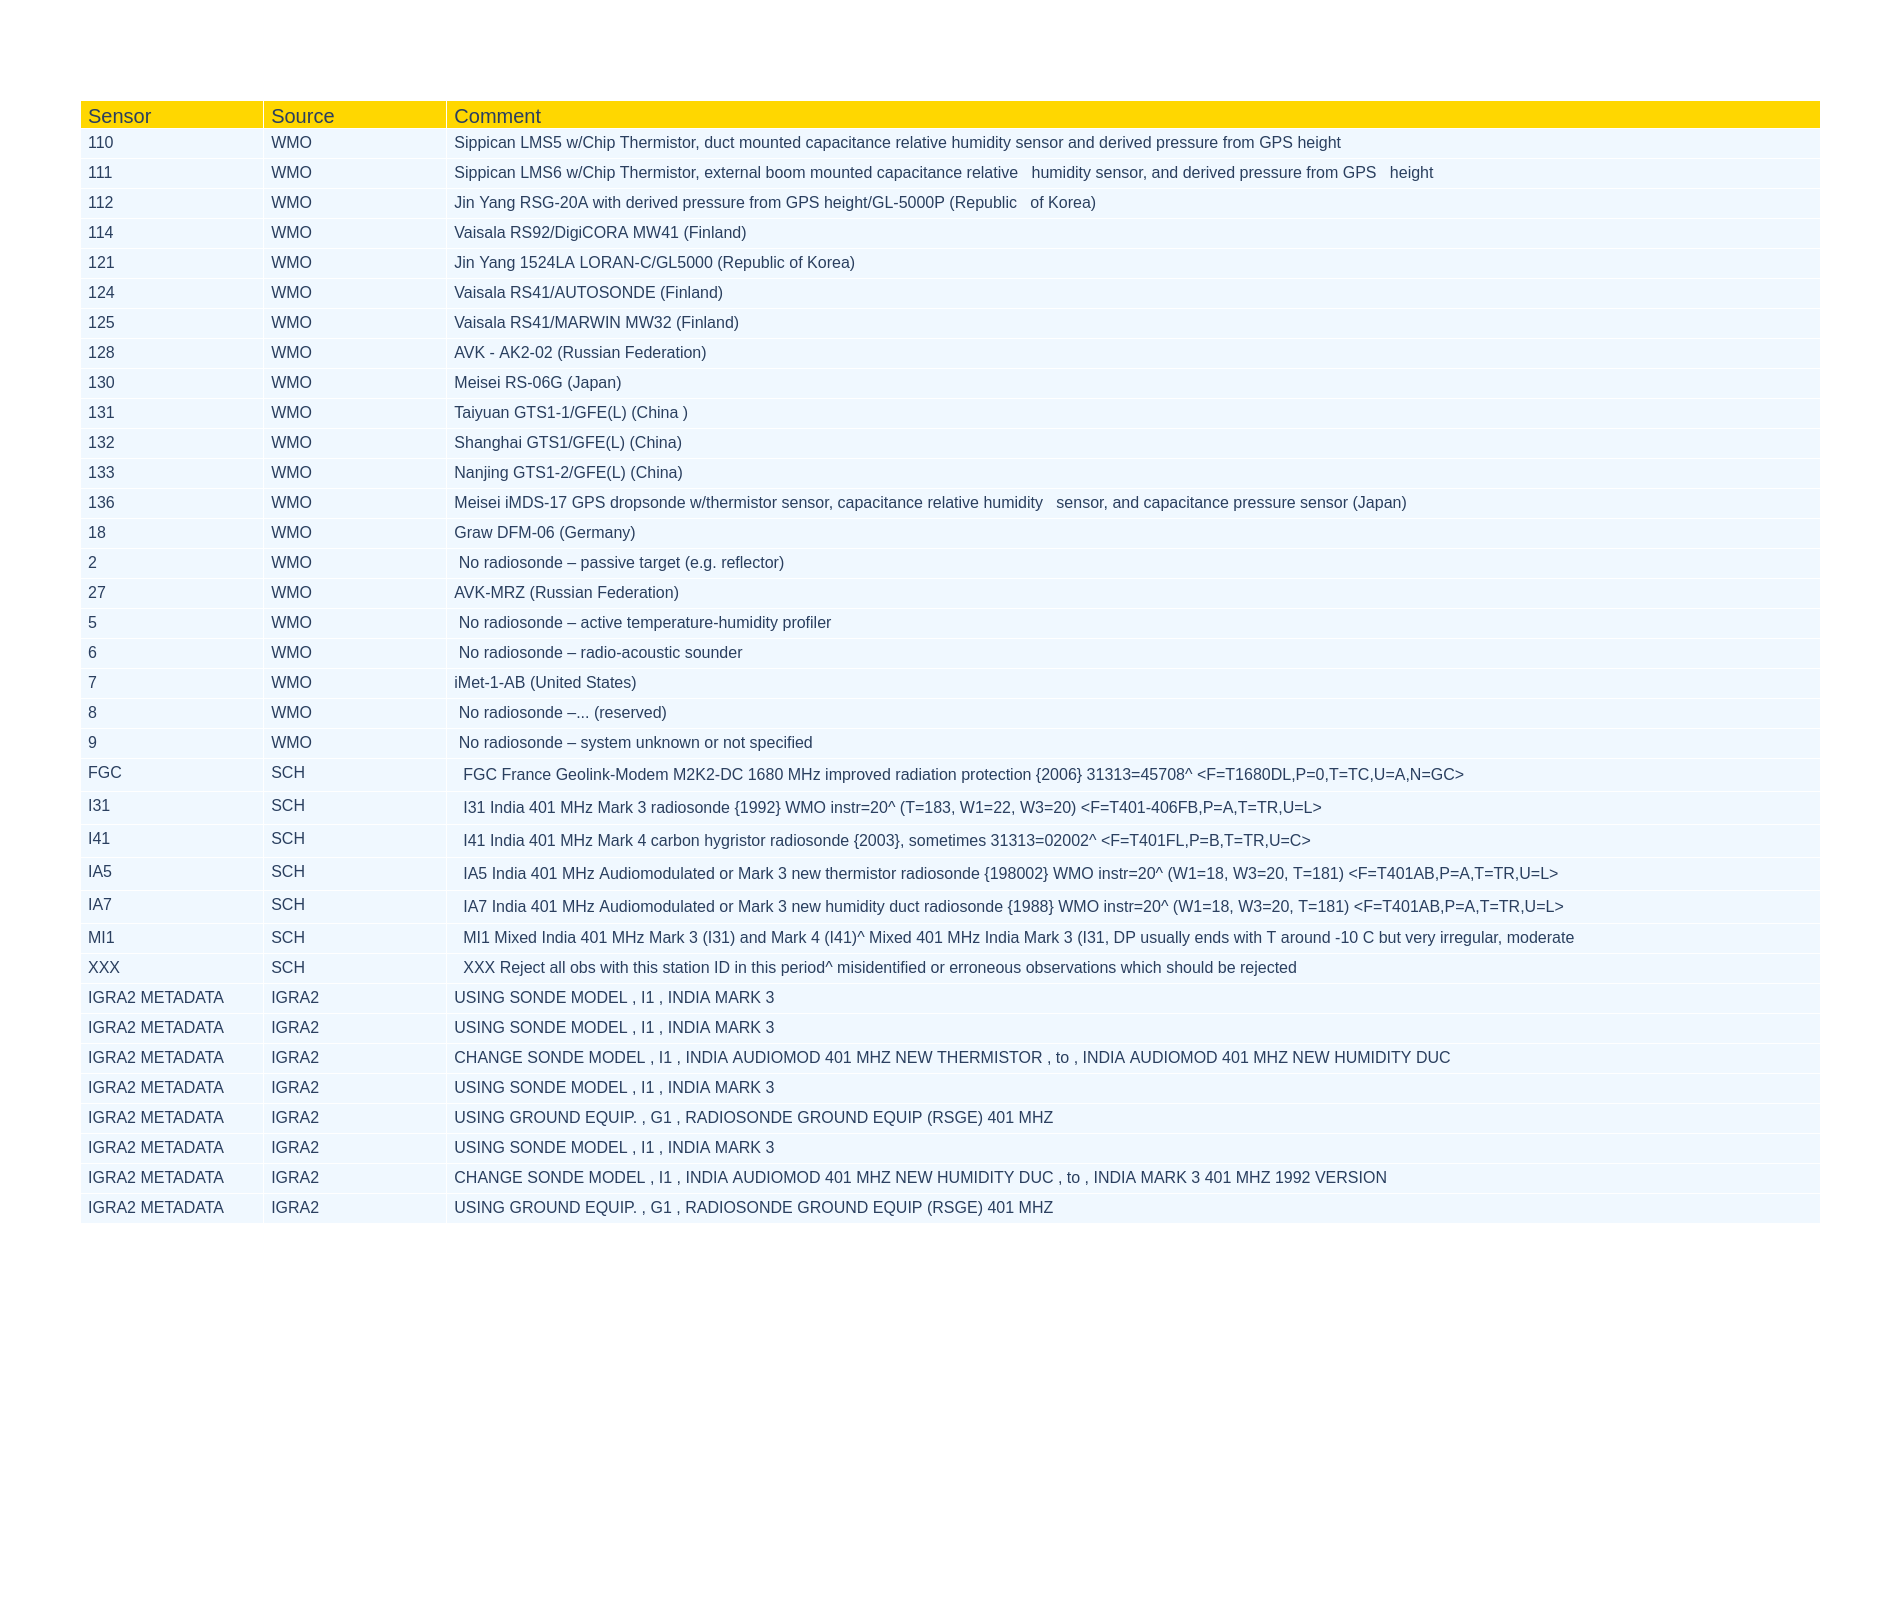 Sensor Source Comment
110 WMO Sippican LMS5 w/Chip Thermistor, duct mounted capacitance relative humidity sensor and derived pressure from GPS height
111 WMO Sippican LMS6 w/Chip Thermistor, external boom mounted capacitance relative humidity sensor, and derived pressure from GPS height
112 WMO Jin Yang RSG-20A with derived pressure from GPS height/GL-5000P (Republic of Korea)
114 WMO Vaisala RS92/DigiCORA MW41 (Finland)
121 WMO Jin Yang 1524LA LORAN-C/GL5000 (Republic of Korea)
124 WMO Vaisala RS41/AUTOSONDE (Finland)
125 WMO Vaisala RS41/MARWIN MW32 (Finland)
128 WMO AVK - AK2-02 (Russian Federation)
130 WMO Meisei RS-06G (Japan)
131 WMO Taiyuan GTS1-1/GFE(L) (China )
132 WMO Shanghai GTS1/GFE(L) (China)
133 WMO Nanjing GTS1-2/GFE(L) (China)
136 WMO Meisei iMDS-17 GPS dropsonde w/thermistor sensor, capacitance relative humidity sensor, and capacitance pressure sensor (Japan)
18 WMO Graw DFM-06 (Germany)
2 WMO No radiosonde – passive target (e.g. reflector)
27 WMO AVK-MRZ (Russian Federation)
5 WMO No radiosonde – active temperature-humidity profiler
6 WMO No radiosonde – radio-acoustic sounder
7 WMO iMet-1-AB (United States)
8 WMO No radiosonde –... (reserved)
9 WMO No radiosonde – system unknown or not specified
FGC SCH FGC France Geolink-Modem M2K2-DC 1680 MHz improved radiation protection {2006} 31313=45708^ <F=T1680DL,P=0,T=TC,U=A,N=GC>
I31 SCH I31 India 401 MHz Mark 3 radiosonde {1992} WMO instr=20^ (T=183, W1=22, W3=20) <F=T401-406FB,P=A,T=TR,U=L>
I41 SCH I41 India 401 MHz Mark 4 carbon hygristor radiosonde {2003}, sometimes 31313=02002^ <F=T401FL,P=B,T=TR,U=C>
IA5 SCH IA5 India 401 MHz Audiomodulated or Mark 3 new thermistor radiosonde {198002} WMO instr=20^ (W1=18, W3=20, T=181) <F=T401AB,P=A,T=TR,U=L>
IA7 SCH IA7 India 401 MHz Audiomodulated or Mark 3 new humidity duct radiosonde {1988} WMO instr=20^ (W1=18, W3=20, T=181) <F=T401AB,P=A,T=TR,U=L>
MI1 SCH MI1 Mixed India 401 MHz Mark 3 (I31) and Mark 4 (I41)^ Mixed 401 MHz India Mark 3 (I31, DP usually ends with T around -10 C but very irregular, moderate
XXX SCH XXX Reject all obs with this station ID in this period^ misidentified or erroneous observations which should be rejected
IGRA2 METADATA IGRA2 USING SONDE MODEL , I1 , INDIA MARK 3
IGRA2 METADATA IGRA2 USING SONDE MODEL , I1 , INDIA MARK 3
IGRA2 METADATA IGRA2 CHANGE SONDE MODEL , I1 , INDIA AUDIOMOD 401 MHZ NEW THERMISTOR , to , INDIA AUDIOMOD 401 MHZ NEW HUMIDITY DUC
IGRA2 METADATA IGRA2 USING SONDE MODEL , I1 , INDIA MARK 3
IGRA2 METADATA IGRA2 USING GROUND EQUIP. , G1 , RADIOSONDE GROUND EQUIP (RSGE) 401 MHZ
IGRA2 METADATA IGRA2 USING SONDE MODEL , I1 , INDIA MARK 3
IGRA2 METADATA IGRA2 CHANGE SONDE MODEL , I1 , INDIA AUDIOMOD 401 MHZ NEW HUMIDITY DUC , to , INDIA MARK 3 401 MHZ 1992 VERSION
IGRA2 METADATA IGRA2 USING GROUND EQUIP. , G1 , RADIOSONDE GROUND EQUIP (RSGE) 401 MHZ